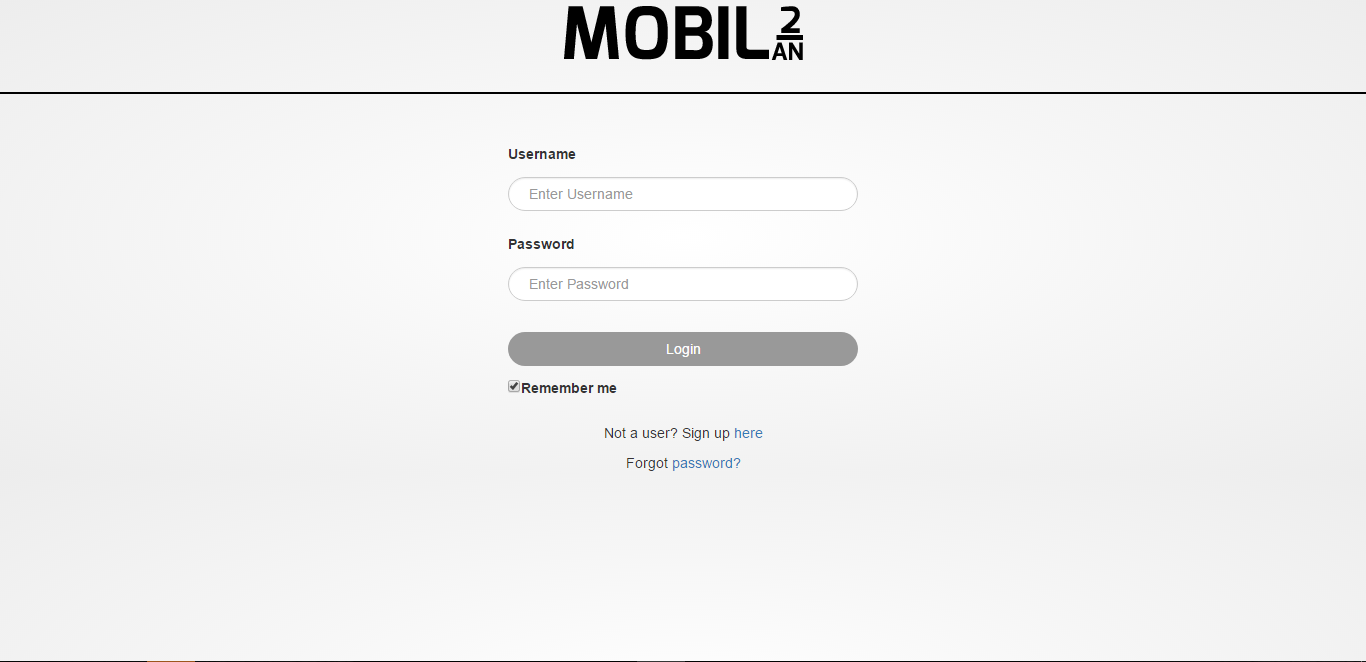 MOBIL 2 AN
Username
Enter Username
Password
Enter Password
Login
Remember me
Not a user? Sign up here
Forgot password?